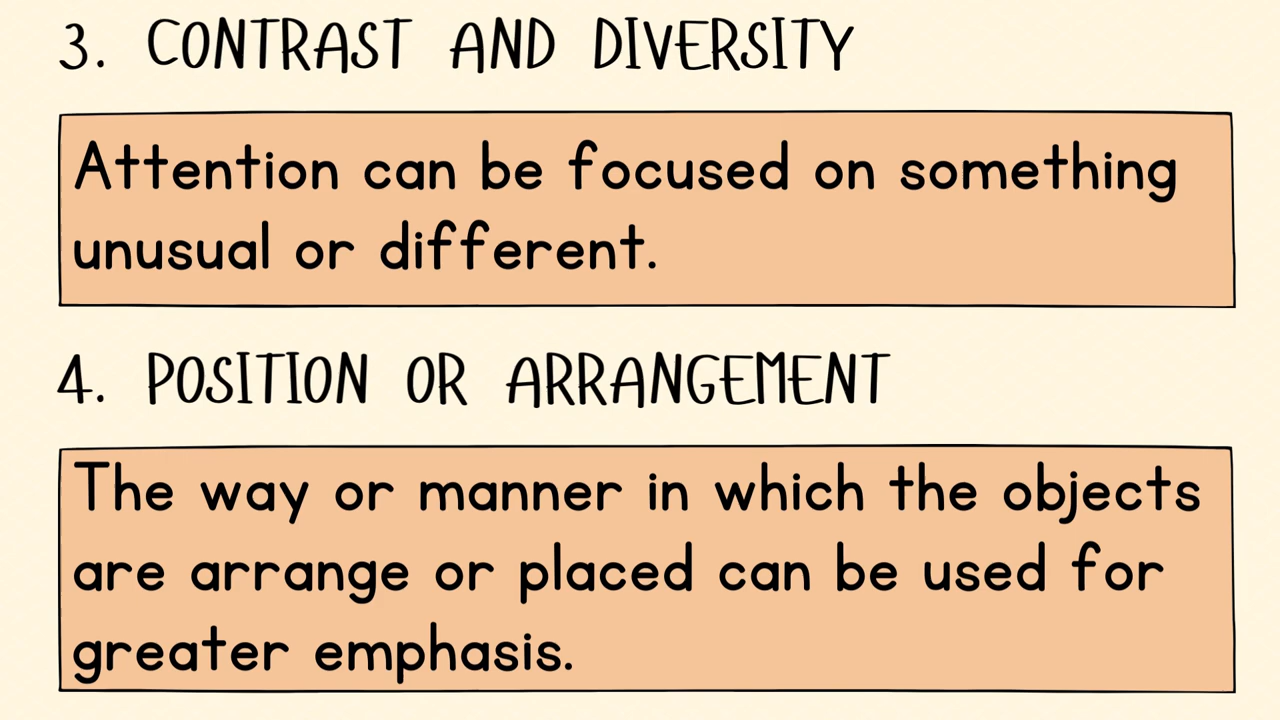 3. CONTRAST AND DIVERSITY
Attention can be focused on something
unusual or different.
4. POSITION OR ARRANGEMENT
The way or manner in which the objects
are arrange or placed can be used for
greater emphasis.